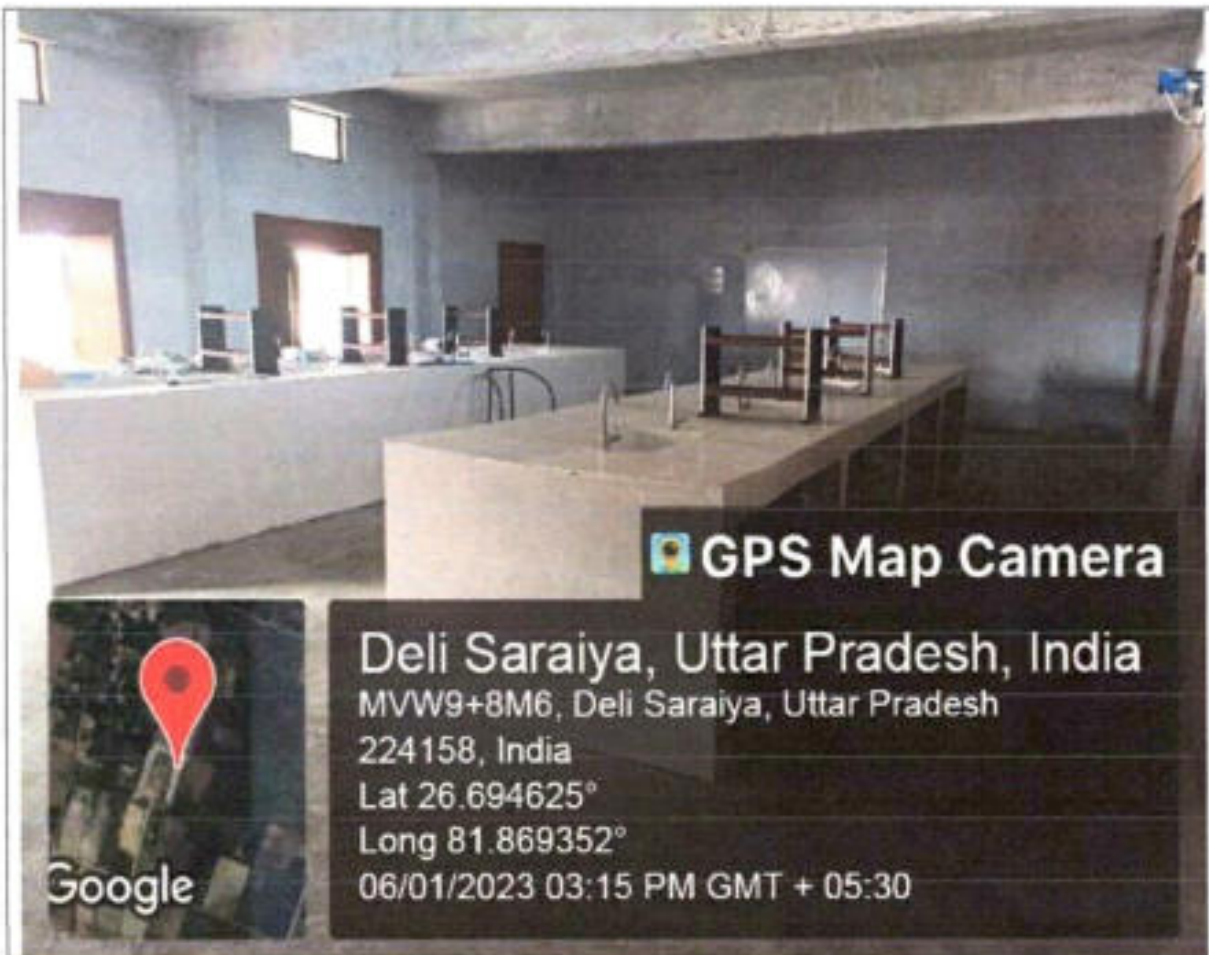 GPS Map Camera
Deli Saraiya, Uttar Pradesh, India
MVW9+8M6, Deli Saraiya, Uttar Pradesh
224158, India
Lat 26.694625°
Long 81.869352°
06/01/2023 03:15 PM GMT + 05:30
Google